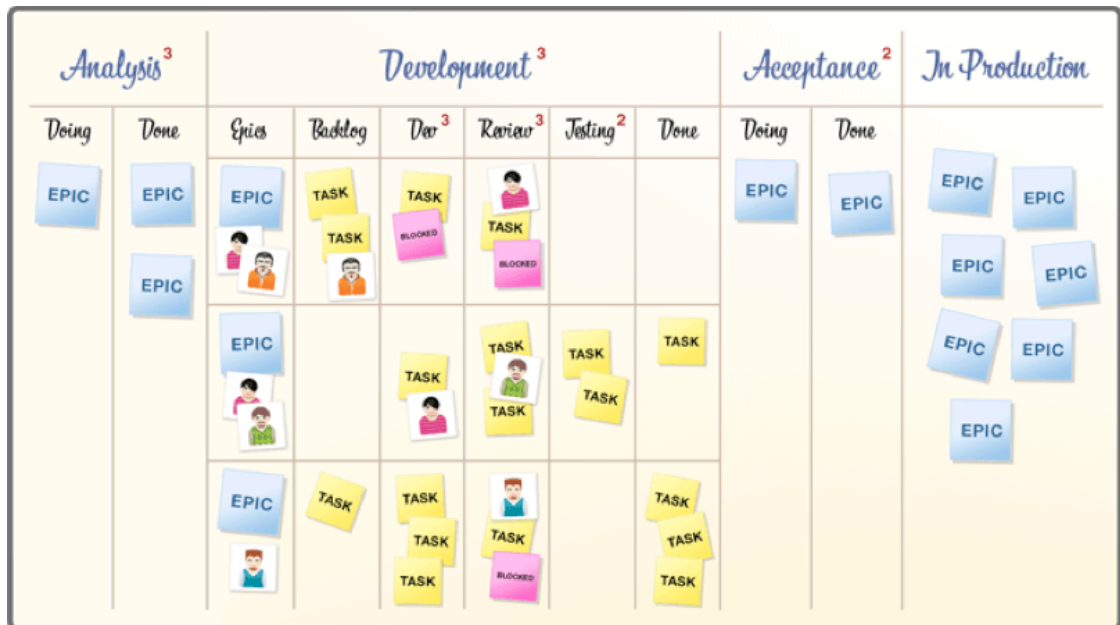 Analysis 3 Development 3 Acceptance 2 In Production
Doing Done Epics Backlog Dev 3 Review 3 Testing 2 Done Doing Done
EPIC EPIC EPIC TASK TASK EPIC EPIC EPIC EPIC
TASK TASK BLOCKED TASK
BLOCKED
EPIC EPIC EPIC
EPIC TASK TASK TASK EPIC EPIC
TASK TASK
TASK
EPIC
EPIC TASK TASK TASK
TASK TASK TASK
TASK BLOCKED TASK